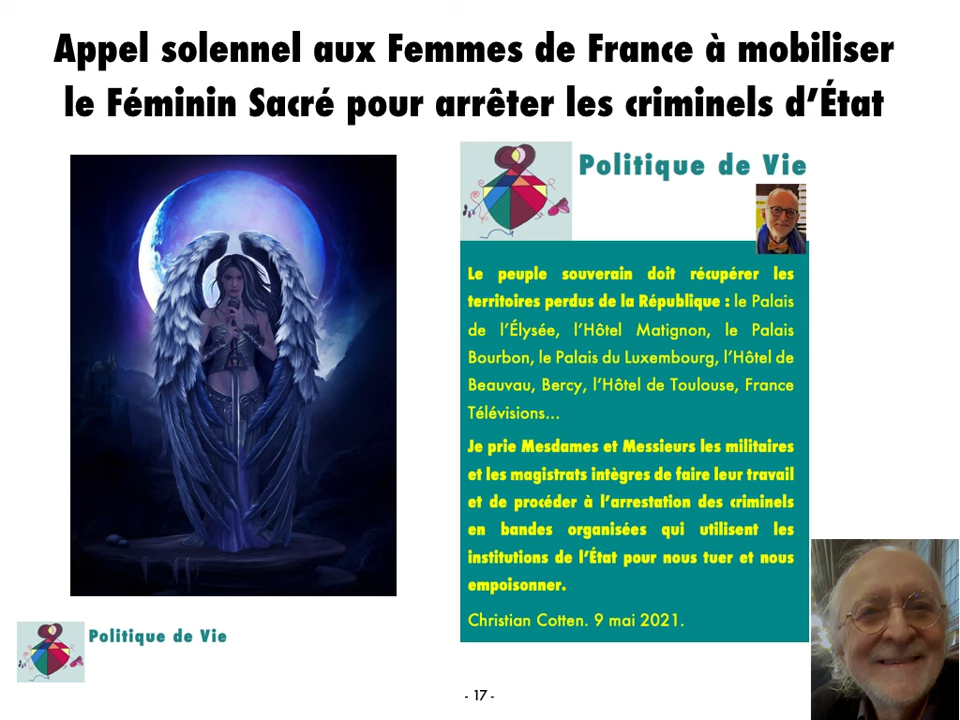 Appel solennel aux Femmes de France à mobiliser
le Féminin Sacré pour arrêter les criminels d’État
Politique de Vie
Le peuple souverain doit récupérer les
territoires perdus de la République : le Palais
de l’Élysée, l’Hôtel Matignon, le Palais
Bourbon, le Palais du Luxembourg, l’Hôtel de
Beauvau, Bercy, l’Hôtel de Toulouse, France
Télévisions...
Je prie Mesdames et Messieurs les militaires
et les magistrats intègres de faire leur travail
et de procéder à l’arrestation des criminels
en bandes organisées qui utilisent les
institutions de l’État pour nous tuer et nous
empoisonner.
Christian Cotten. 9 mai 2021.
Politique de Vie
- 17 -